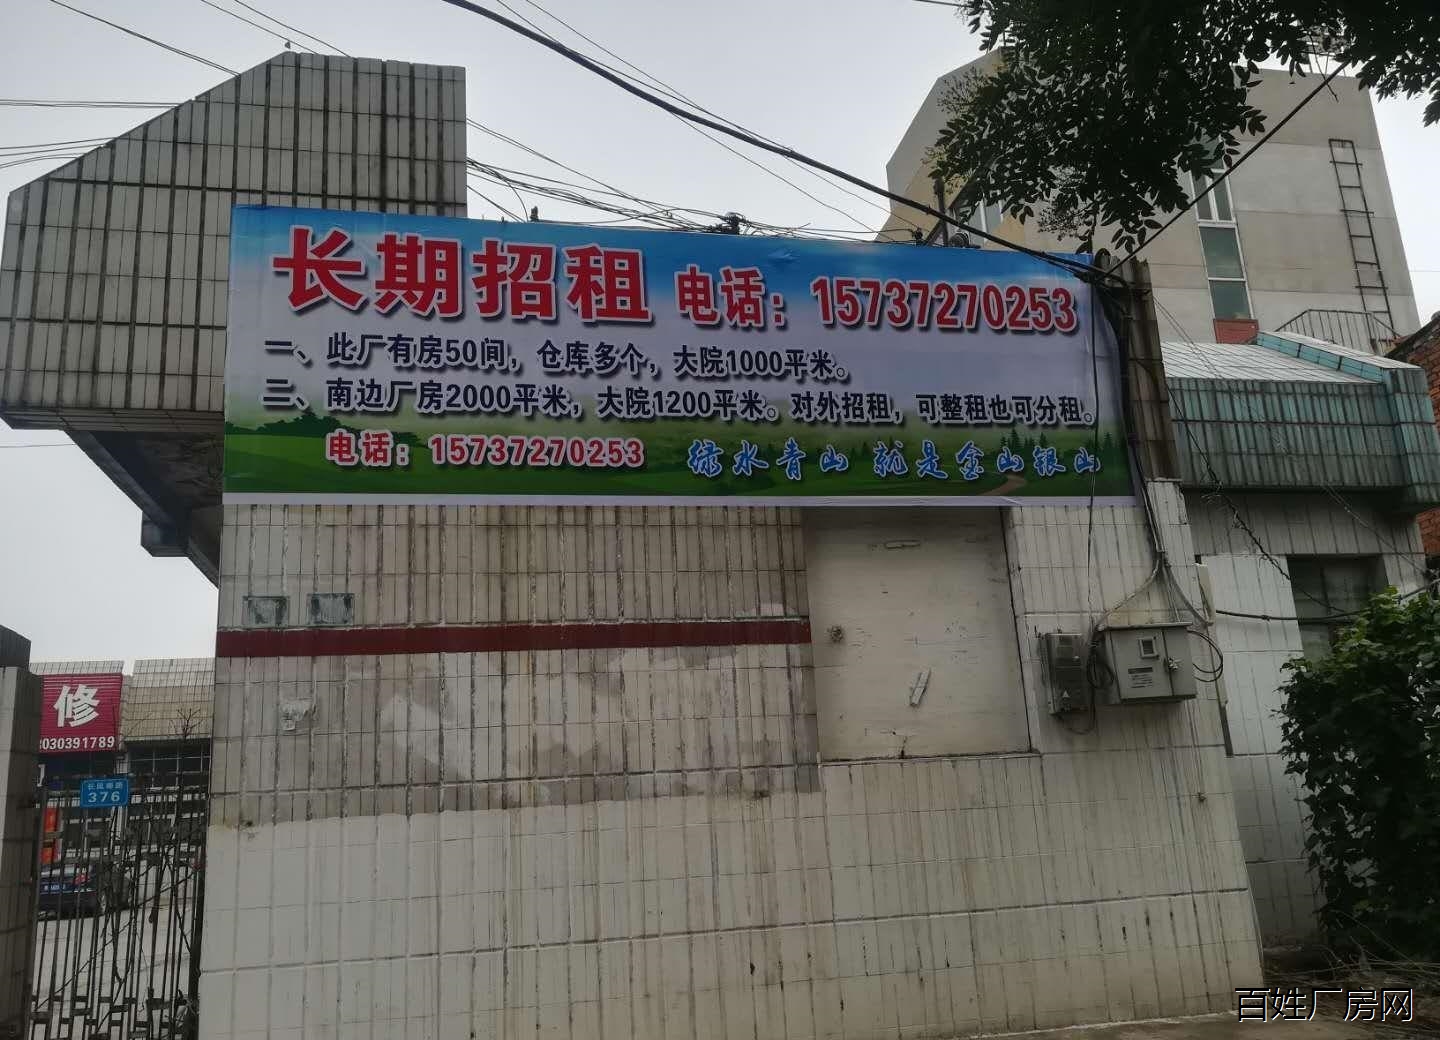 长期招租 电话：15737270253
一、此厂有房50间，仓库多个，大院1000平米。
二、南边厂房2000平米，大院1200平米。对外招租，可整租也可分租。
电话：15737270253 绿水青山 就是金山银山
修
030391789
376
百姓厂房网